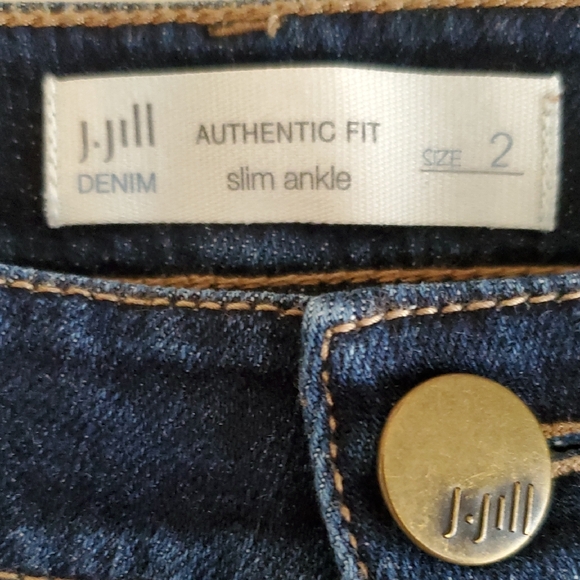 J.Jill
DENIM
AUTHENTIC FIT
slim ankle
SIZE 2
J.Jill